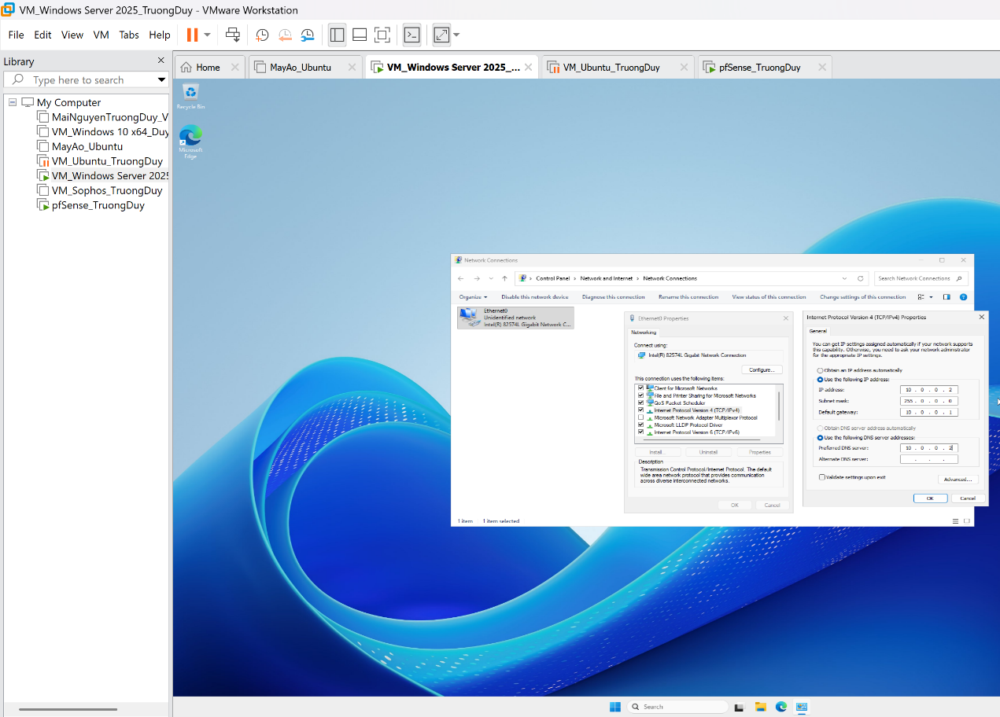 VM_Windows Server 2025_TruongDuy - VMware Workstation
File Edit View VM Tabs Help
Library
Type here to search
My Computer
MaiNguyenTruongDuy_V
VM_Windows 10 x64_Duy
MayAo_Ubuntu
VM_Ubuntu_TruongDuy
VM_Windows Server 2025
VM_Sophos_TruongDuy
pfSense_TruongDuy
Home MayAo_Ubuntu VM_Windows Server 2025_... VM_Ubuntu_TruongDuy pfSense_TruongDuy
Recycle Bin
Microsoft
Edge
Network Connections
Control Panel > Network and Internet > Network Connections
Search Network Connections
Organize Disable this network device Diagnose this connection Rename this connection View status of this connection Change settings of this connection
Ethernet0
Unidentified network
Intel(R) 82574L Gigabit Network C...
1 item 1 item selected
Ethernet0 Properties
Networking
Connect using:
Intel(R) 82574L Gigabit Network Connection
Configure...
This connection uses the following items:
Client for Microsoft Networks
File and Printer Sharing for Microsoft Networks
QoS Packet Scheduler
Internet Protocol Version 4 (TCP/IPv4)
Microsoft Network Adapter Multiplexor Protocol
Microsoft LLDP Protocol Driver
Internet Protocol Version 6 (TCP/IPv6)
Install... Uninstall Properties
Description
Transmission Control Protocol/Internet Protocol. The default
wide area network protocol that provides communication
across diverse interconnected networks.
OK Cancel
Internet Protocol Version 4 (TCP/IPv4) Properties
General
You can get IP settings assigned automatically if your network supports
this capability. Otherwise, you need to ask your network administrator
for the appropriate IP settings.
Obtain an IP address automatically
Use the following IP address:
IP address: 10 . 0 . 0 . 2
Subnet mask: 255 . 0 . 0 . 0
Default gateway: 10 . 0 . 0 . 1
Obtain DNS server address automatically
Use the following DNS server addresses:
Preferred DNS server: 10 . 0 . 0 . 2
Alternate DNS server: . . .
Validate settings upon exit
Advanced...
OK Cancel
Search